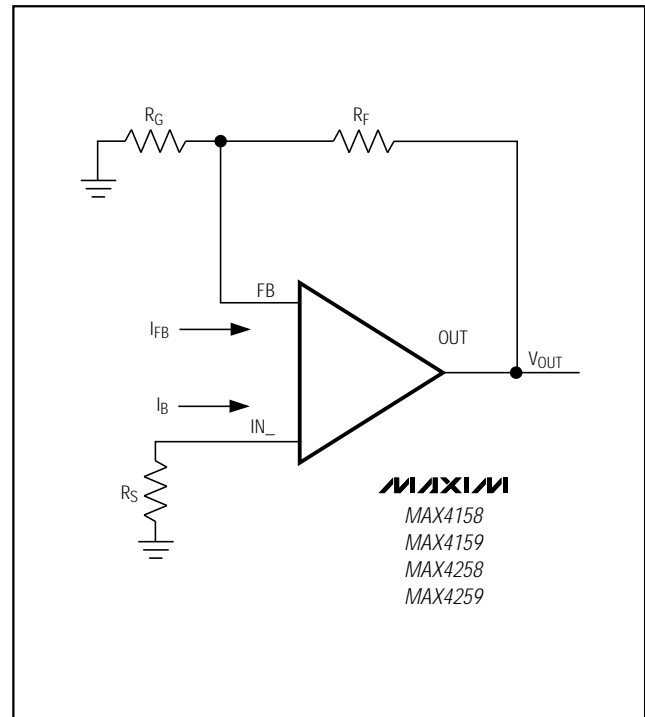 RG
RF
FB
IFB
OUT
VOUT
IB
IN_
RS
MAXIM
MAX4158
MAX4159
MAX4258
MAX4259